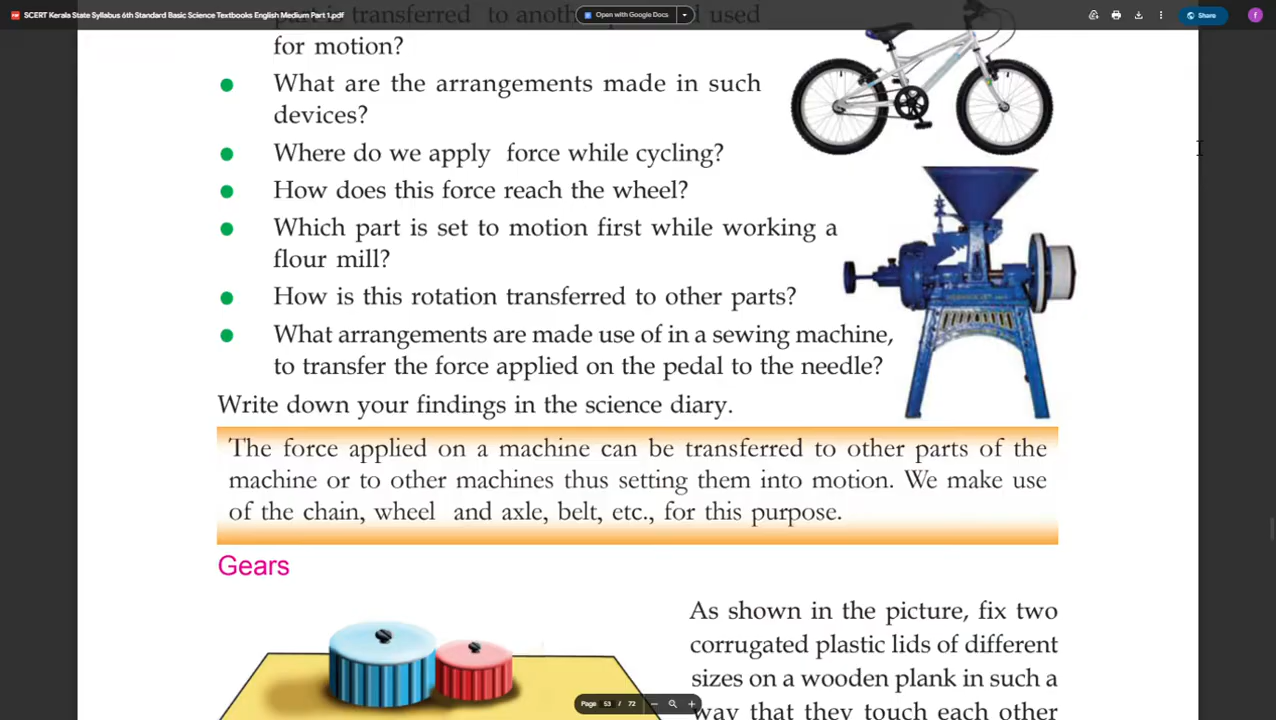 SCERT Kerala State Syllabus 6th Standard Basic Science Textbooks English Medium Part 1.pdf
Open with Google Docs
Share
f
is transferred to anoth used
for motion?
What are the arrangements made in such
devices?
Where do we apply force while cycling?
How does this force reach the wheel?
Which part is set to motion first while working a
flour mill?
How is this rotation transferred to other parts?
What arrangements are made use of in a sewing machine,
to transfer the force applied on the pedal to the needle?
Write down your findings in the science diary.
The force applied on a machine can be transferred to other parts of the
machine or to other machines thus setting them into motion. We make use
of the chain, wheel and axle, belt, etc., for this purpose.
Gears
As shown in the picture, fix two
corrugated plastic lids of different
sizes on a wooden plank in such a
way that they touch each other
Page 53 / 72